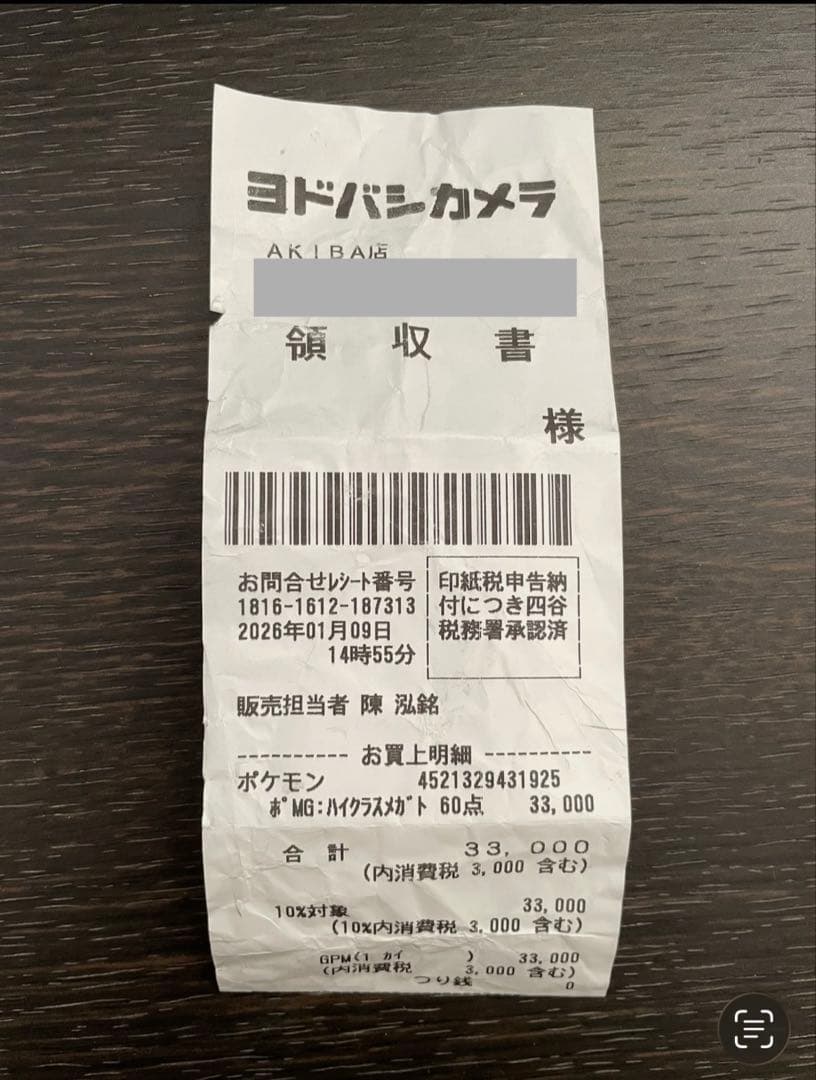 ヨドバシカメラ
AKIBA店
領 収 書
様
お問合せﾚｼｰﾄ番号
1816-1612-187313
2026年01月09日
14時55分
印紙税申告納
付につき四谷
税務署承認済
販売担当者 陳 泓銘
---------- お買上明細 ----------
ポケモン 4521329431925
ﾎﾟMG:ﾊｲｸﾗｽﾒｶﾞﾄ 60点 33,000
合 計 33,000
(内消費税 3,000 含む)
10%対象 33,000
(10%内消費税 3,000 含む)
GPM(1 ｶｲ ) 33,000
(内消費税 3,000 含む)
つり銭 0